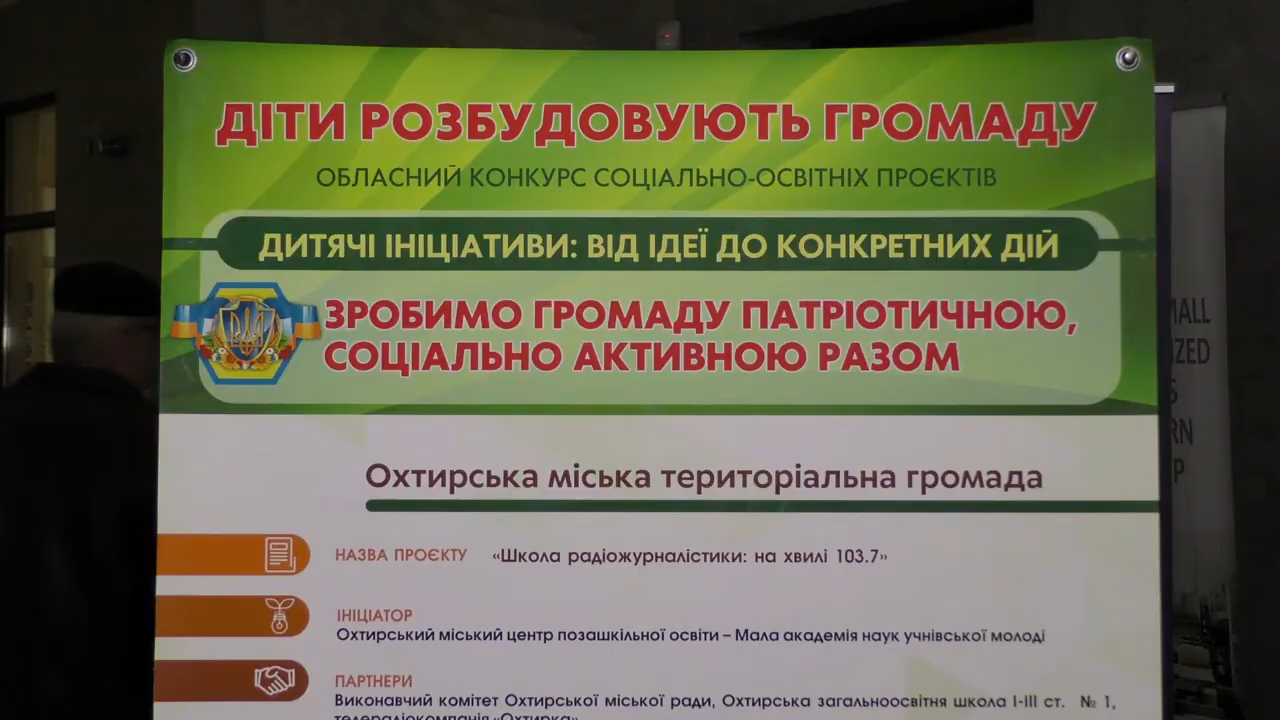 ДІТИ РОЗБУДОВУЮТЬ ГРОМАДУ
ОБЛАСНИЙ КОНКУРС СОЦІАЛЬНО-ОСВІТНІХ ПРОЄКТІВ
ДИТЯЧІ ІНІЦІАТИВИ: ВІД ІДЕЇ ДО КОНКРЕТНИХ ДІЙ
ЗРОБИМО ГРОМАДУ ПАТРІОТИЧНОЮ,
СОЦІАЛЬНО АКТИВНОЮ РАЗОМ
Охтирська міська територіальна громада
НАЗВА ПРОЄКТУ «Школа радіожурналістики: на хвилі 103.7»
ІНІЦІАТОР
Охтирський міський центр позашкільної освіти – Мала академія наук учнівської молоді
ПАРТНЕРИ
Виконавчий комітет Охтирської міської ради, Охтирська загальноосвітня школа І-ІІІ ст. № 1,
телерадіокомпанія «Охтирка»